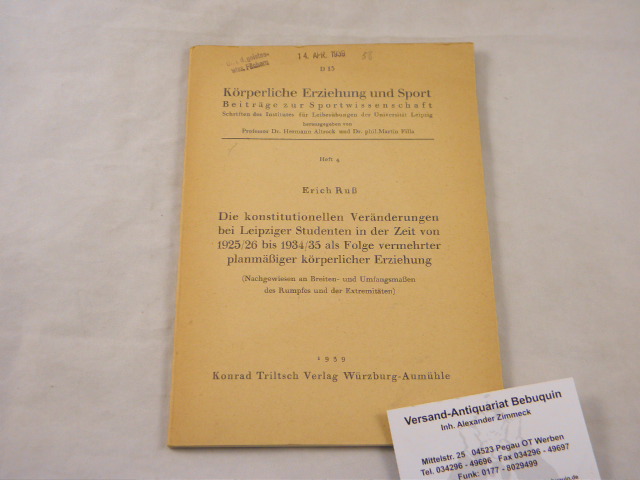 14. APR. 1939
58
D 15
Körperliche Erziehung und Sport
Beiträge zur Sportwissenschaft
Schriften des Institutes für Leibesübungen der Universität Leipzig
herausgegeben von
Professor Dr. Hermann Altrock und Dr. phil. Martin Fills
Heft 4
Erich Ruß
Die konstitutionellen Veränderungen
bei Leipziger Studenten in der Zeit von
1925/26 bis 1934/35 als Folge vermehrter
planmäßiger körperlicher Erziehung
(Nachgewiesen an Breiten- und Umfangsmaßen
des Rumpfes und der Extremitäten)
1939
Konrad Triltsch Verlag Würzburg-Aumühle
Versand-Antiquariat Bebuquin
Inh. Alexander Zimmeck
Mittelstr. 25 04523 Pegau OT Werben
Tel. 034296 - 49696 Fax 034296 - 49697
Funk: 0177 - 8029499